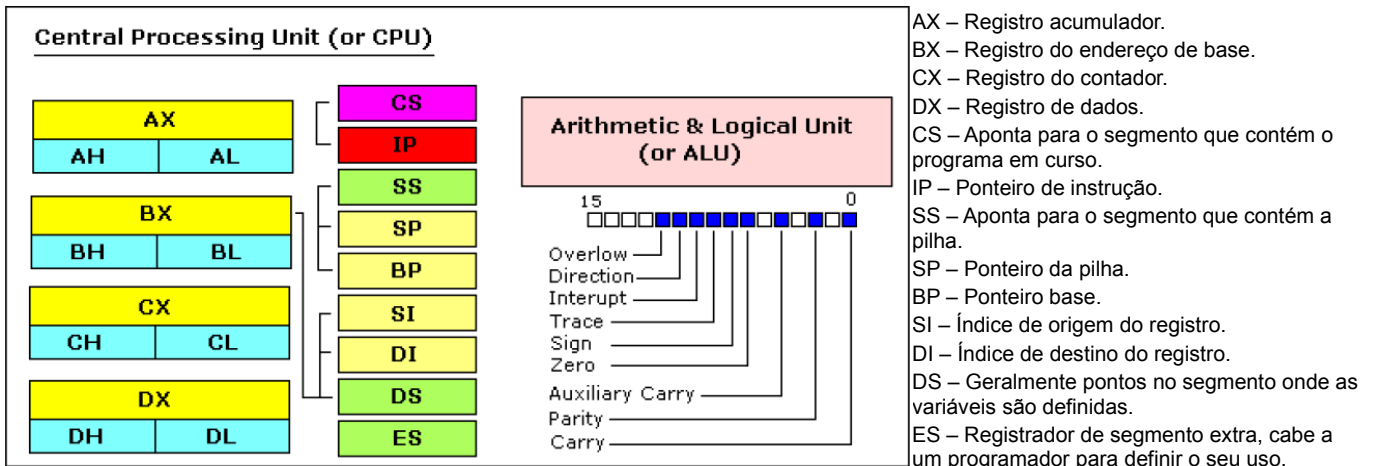 Central Processing Unit (or CPU)
AX
AH AL
BX
BH BL
CX
CH CL
DX
DH DL
CS
IP
SS
SP
BP
SI
DI
DS
ES
Arithmetic & Logical Unit
(or ALU)
15 0
Overlow
Direction
Interupt
Trace
Sign
Zero
Auxiliary Carry
Parity
Carry
AX – Registro acumulador.
BX – Registro do endereço de base.
CX – Registro do contador.
DX – Registro de dados.
CS – Aponta para o segmento que contém o
programa em curso.
IP – Ponteiro de instrução.
SS – Aponta para o segmento que contém a
pilha.
SP – Ponteiro da pilha.
BP – Ponteiro base.
SI – Índice de origem do registro.
DI – Índice de destino do registro.
DS – Geralmente pontos no segmento onde as
variáveis são definidas.
ES – Registrador de segmento extra, cabe a
um programador para definir o seu uso.